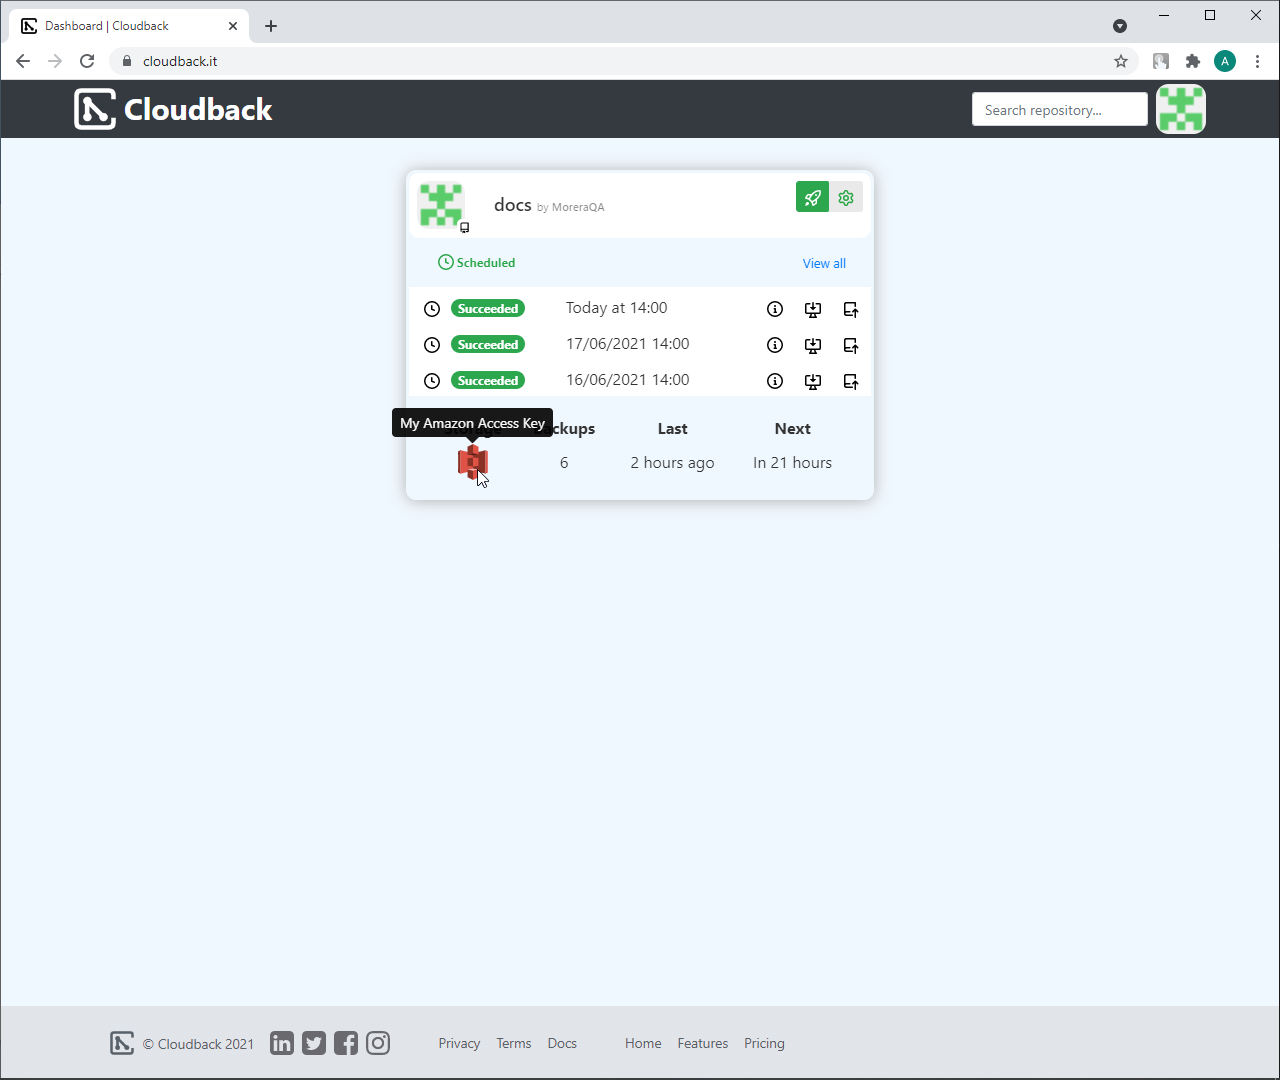 Dashboard | Cloudback
cloudback.it
A
Cloudback
Search repository...
docs by MoreraQA
Scheduled
View all
Succeeded Today at 14:00
Succeeded 17/06/2021 14:00
Succeeded 16/06/2021 14:00
My Amazon Access Key
ckups Last Next
6 2 hours ago In 21 hours
© Cloudback 2021 Privacy Terms Docs Home Features Pricing